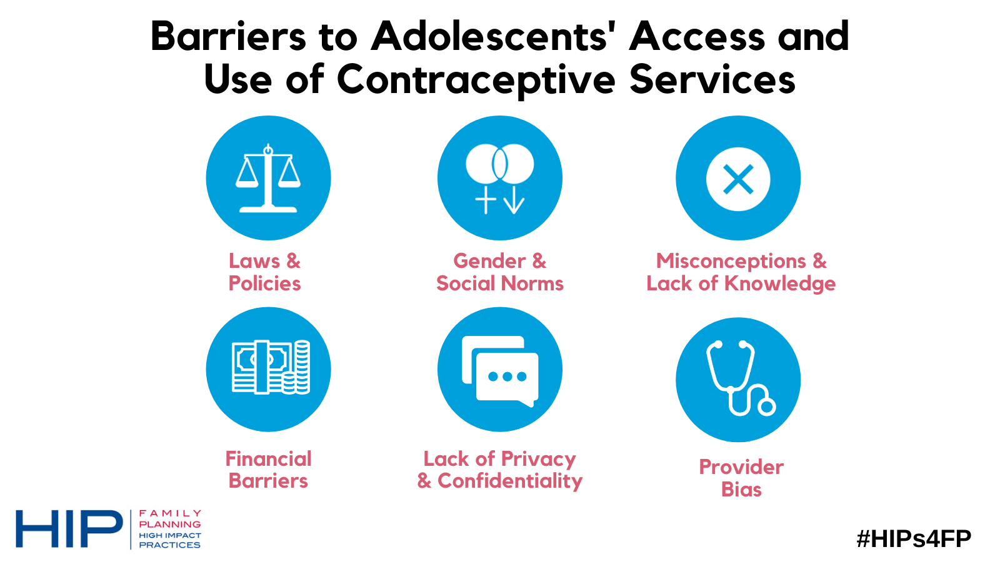 Barriers to Adolescents' Access and
Use of Contraceptive Services
Laws &
Policies
Gender &
Social Norms
Misconceptions &
Lack of Knowledge
Financial
Barriers
Lack of Privacy
& Confidentiality
Provider
Bias
HIP
FAMILY
PLANNING
HIGH IMPACT
PRACTICES
#HIPs4FP